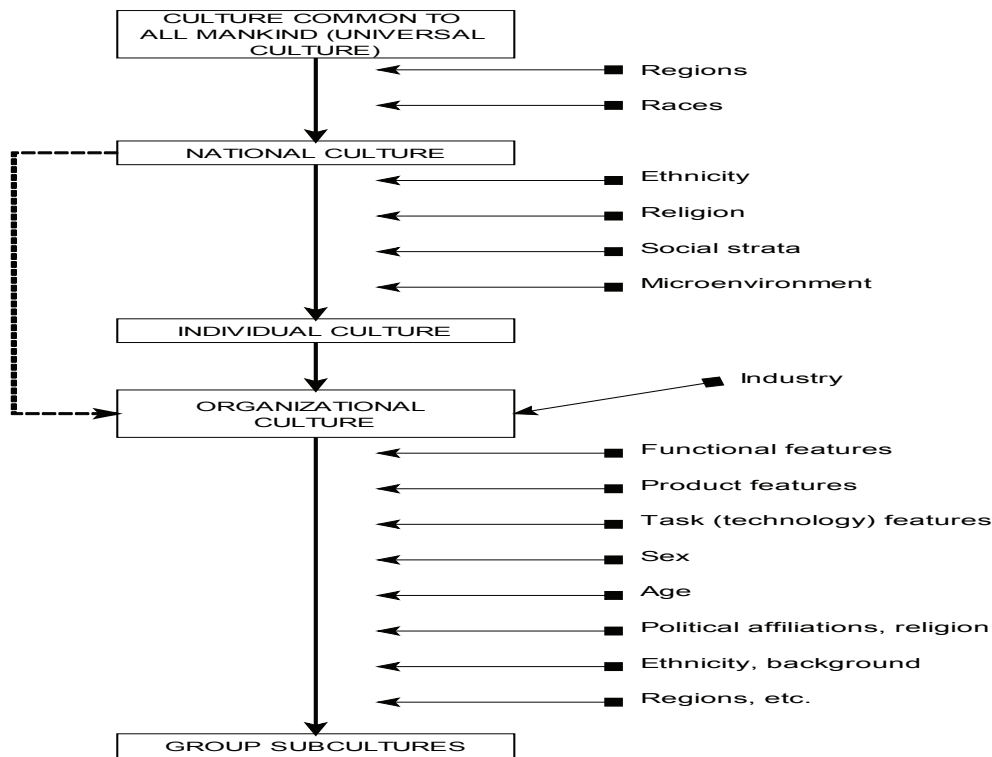 CULTURE COMMON TO
ALL MANKIND (UNIVERSAL
CULTURE)
Regions
Races
NATIONAL CULTURE
Ethnicity
Religion
Social strata
Microenvironment
INDIVIDUAL CULTURE
Industry
ORGANIZATIONAL
CULTURE
Functional features
Product features
Task (technology) features
Sex
Age
Political affiliations, religion
Ethnicity, background
Regions, etc.
GROUP SUBCULTURES